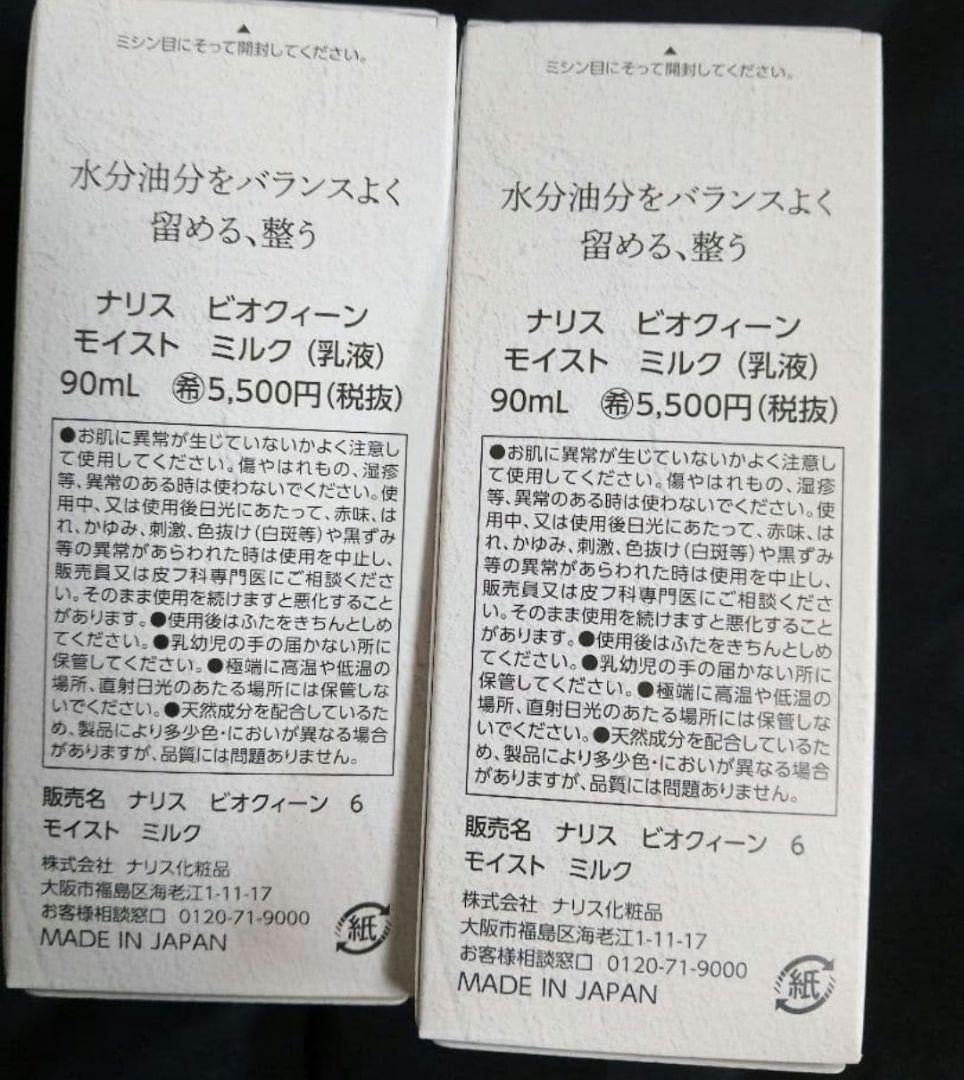 ▲
ミシン目にそって開封してください。
水分油分をバランスよく
留める、整う
ナリス ビオクィーン
モイスト ミルク(乳液)
90mL ㊕5,500円(税抜)
●お肌に異常が生じていないかよく注意し
て使用してください。傷やはれもの、湿疹
等、異常のある時は使わないでください。使
用中、又は使用後日光にあたって、赤味、は
れ、かゆみ、刺激、色抜け(白斑等)や黒ずみ
等の異常があらわれた時は使用を中止し、
販売員又は皮フ科専門医にご相談くださ
い。そのまま使用を続けますと悪化すること
があります。●使用後はふたをきちんとしめ
てください。●乳幼児の手の届かない所に
保管してください。●極端に高温や低温の
場所、直射日光のあたる場所には保管しな
いでください。●天然成分を配合しているた
め、製品により多少色・においが異なる場合
がありますが、品質には問題ありません。
販売名 ナリス ビオクィーン 6
モイスト ミルク
株式会社 ナリス化粧品
大阪市福島区海老江1-11-17
お客様相談窓口 0120-71-9000
MADE IN JAPAN
紙
▲
ミシン目にそって開封してください。
水分油分をバランスよく
留める、整う
ナリス ビオクィーン
モイスト ミルク(乳液)
90mL 希5,500円(税抜)
●お肌に異常が生じていないかよく注意し
て使用してください。傷やはれもの、湿疹
等、異常のある時は使わないでください。使
用中、又は使用後日光にあたって、赤味、は
れ、かゆみ、刺激、色抜け(白斑等)や黒ずみ
等の異常があらわれた時は使用を中止し、
販売員又は皮フ科専門医にご相談くださ
い。そのまま使用を続けますと悪化すること
があります。●使用後はふたをきちんとしめ
てください。●乳幼児の手の届かない所に
保管してください。●極端に高温や低温の
場所、直射日光のあたる場所には保管しな
いでください。●天然成分を配合しているた
め、製品により多少色・においが異なる場合
がありますが、品質には問題ありません。
販売名 ナリス ビオクィーン 6
モイスト ミルク
株式会社 ナリス化粧品
大阪市福島区海老江1-11-17
お客様相談窓口 0120-71-9000
MADE IN JAPAN
紙